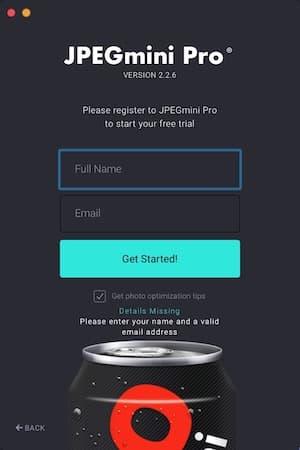 JPEGmini Pro®
VERSION 2.2.6
Please register to JPEGmini Pro
to start your free trial
Full Name
Email
Get Started!
Get photo optimization tips
Details Missing
Please enter your name and a valid
email address
BACK